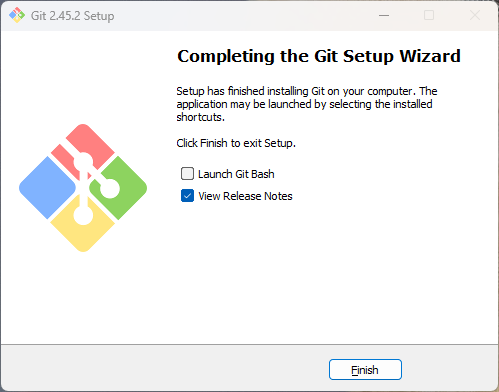 Git 2.45.2 Setup
Completing the Git Setup Wizard
Setup has finished installing Git on your computer. The
application may be launched by selecting the installed
shortcuts.
Click Finish to exit Setup.
Launch Git Bash
View Release Notes
Finish